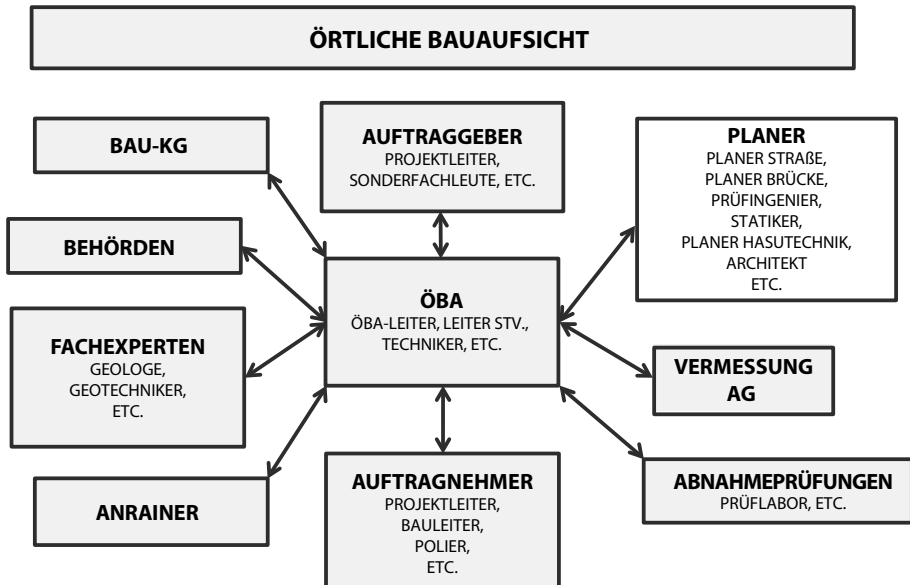 ÖRTLICHE BAUAUFSICHT
BAU-KG
AUFTRAGGEBER
PROJEKTLEITER,
SONDERFACHLEUTE, ETC.
PLANER
PLANER STRAßE,
PLANER BRÜCKE,
PRÜFINGENIER,
STATIKER,
PLANER HASUTECHNIK,
ARCHITEKT
ETC.
BEHÖRDEN
ÖBA
ÖBA-LEITER, LEITER STV.,
TECHNIKER, ETC.
FACHEXPERTEN
GEOLOGE,
GEOTECHNIKER,
ETC.
VERMESSUNG
AG
ANRAINER
AUFTRAGNEHMER
PROJEKTLEITER,
BAULEITER,
POLIER,
ETC.
ABNAHMEPRÜFUNGEN
PRÜFLABOR, ETC.